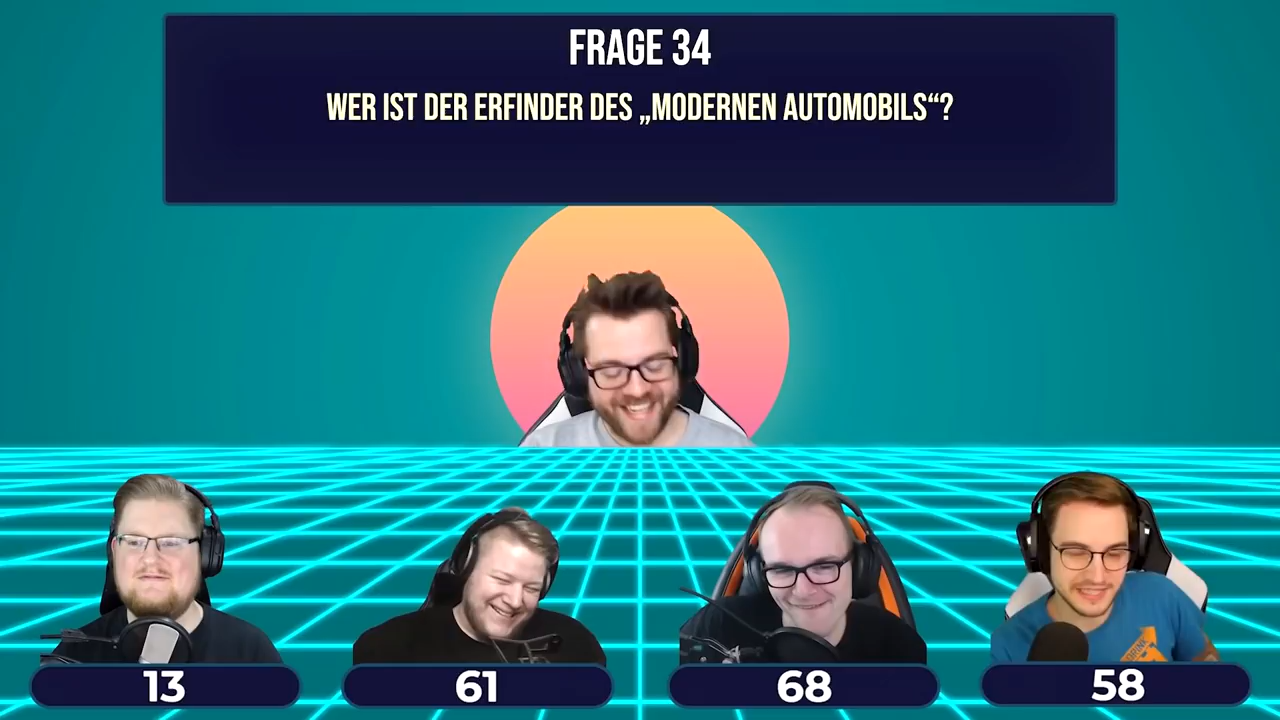 FRAGE 34
WER IST DER ERFINDER DES „MODERNEN AUTOMOBILS“?
13
61
68
58